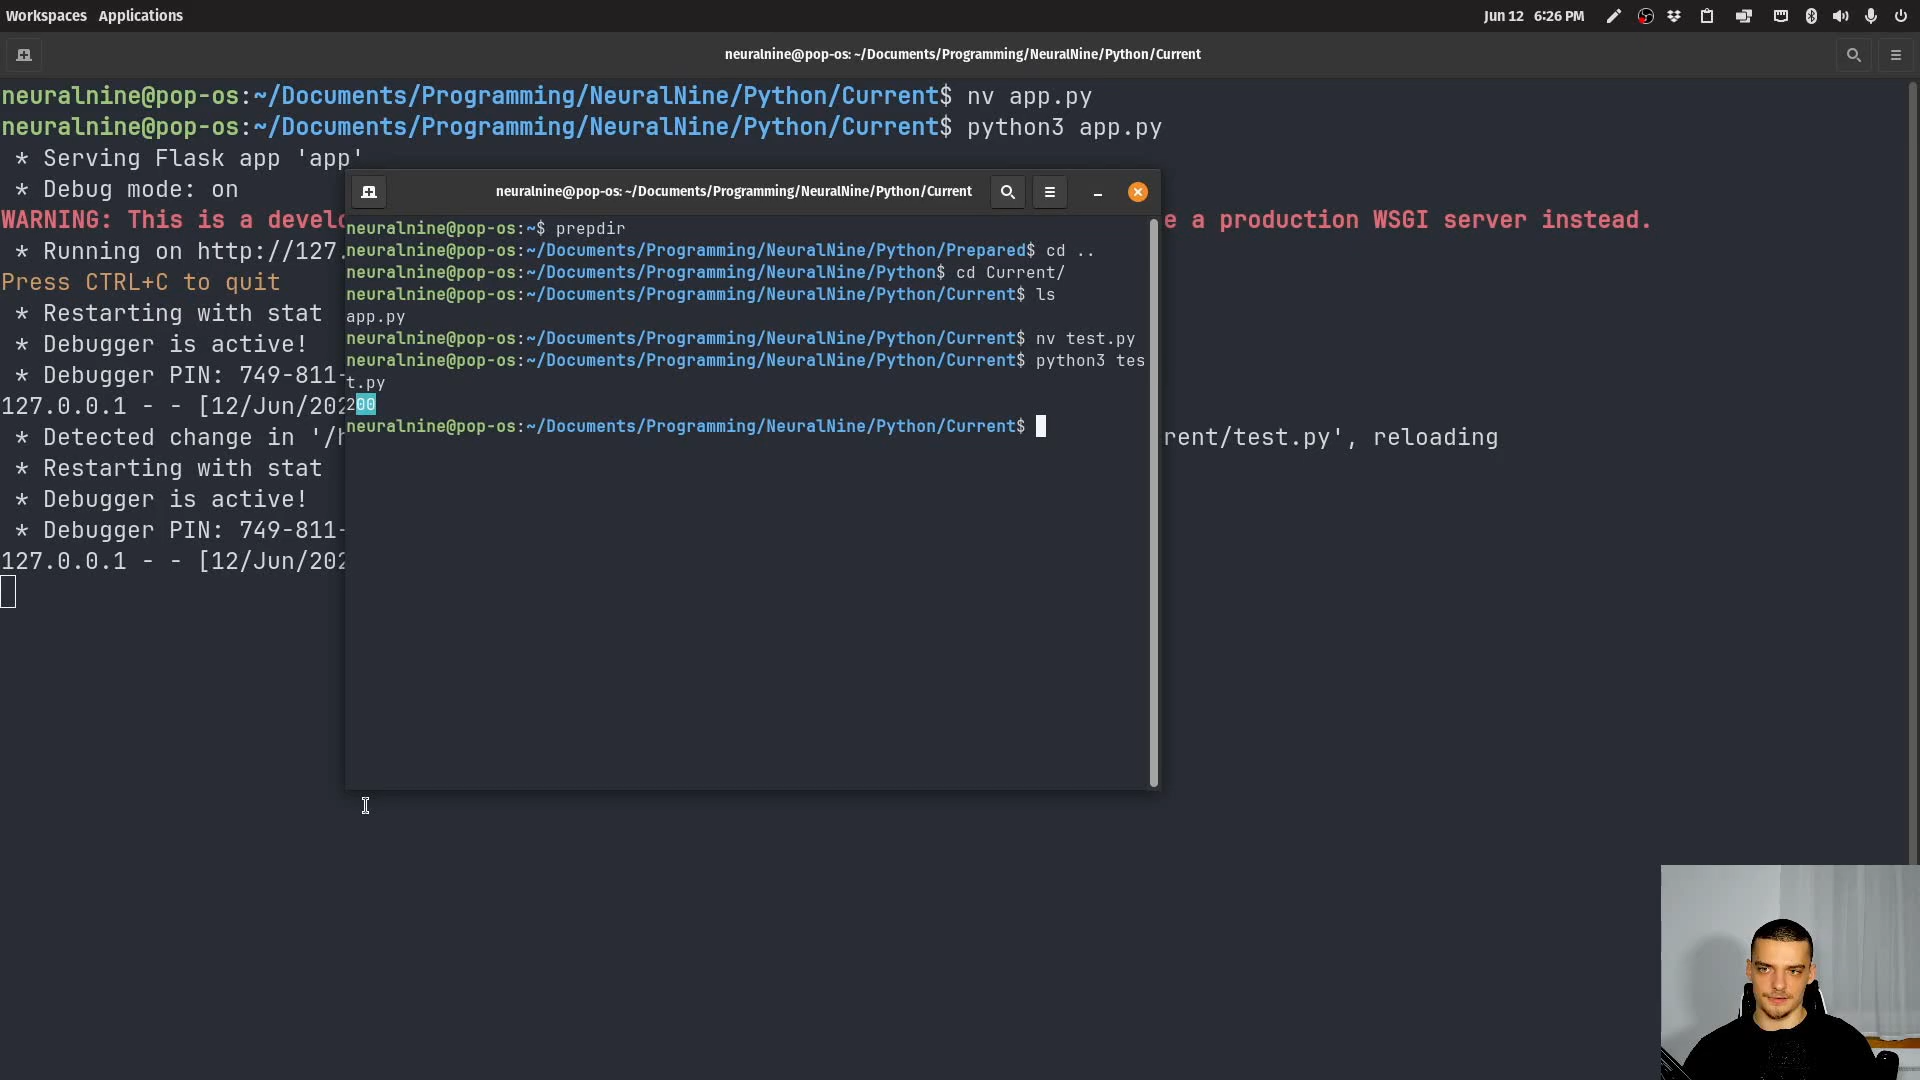 Workspaces Applications
Jun 12 6:26 PM
neuralnine@pop-os: ~/Documents/Programming/NeuralNine/Python/Current
neuralnine@pop-os:~/Documents/Programming/NeuralNine/Python/Current$ nv app.py
neuralnine@pop-os:~/Documents/Programming/NeuralNine/Python/Current$ python3 app.py
* Serving Flask app 'app'
* Debug mode: on
WARNING: This is a develo
e a production WSGI server instead.
* Running on http://127.
Press CTRL+C to quit
* Restarting with stat
* Debugger is active!
* Debugger PIN: 749-811-
127.0.0.1 - - [12/Jun/202
* Detected change in '/h
rent/test.py', reloading
* Restarting with stat
* Debugger is active!
* Debugger PIN: 749-811-
127.0.0.1 - - [12/Jun/202
neuralnine@pop-os: ~/Documents/Programming/NeuralNine/Python/Current
neuralnine@pop-os:~$ prepdir
neuralnine@pop-os:~/Documents/Programming/NeuralNine/Python/Prepared$ cd ..
neuralnine@pop-os:~/Documents/Programming/NeuralNine/Python$ cd Current/
neuralnine@pop-os:~/Documents/Programming/NeuralNine/Python/Current$ ls
app.py
neuralnine@pop-os:~/Documents/Programming/NeuralNine/Python/Current$ nv test.py
neuralnine@pop-os:~/Documents/Programming/NeuralNine/Python/Current$ python3 tes
t.py
200
neuralnine@pop-os:~/Documents/Programming/NeuralNine/Python/Current$